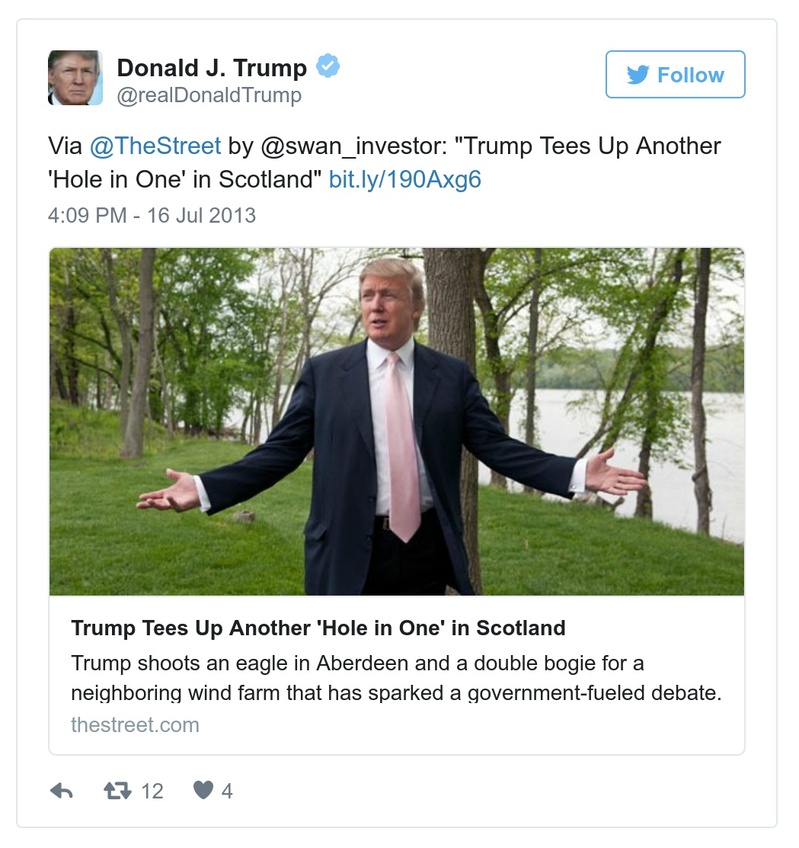 Donald J. Trump
@realDonaldTrump
Follow
Via @TheStreet by @swan_investor: "Trump Tees Up Another
'Hole in One' in Scotland" bit.ly/190Axg6
4:09 PM - 16 Jul 2013
Trump Tees Up Another 'Hole in One' in Scotland
Trump shoots an eagle in Aberdeen and a double bogie for a
neighboring wind farm that has sparked a government-fueled debate.
thestreet.com
12 4